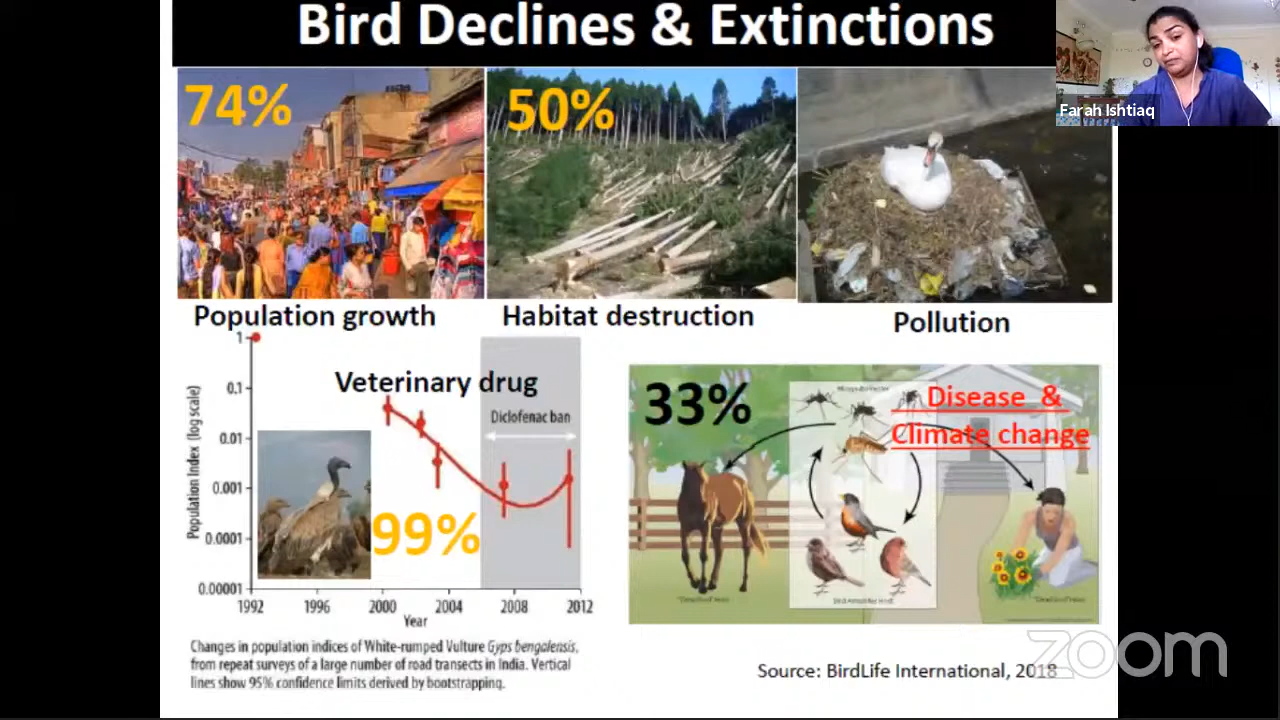 Bird Declines & Extinctions
Farah Ishtiaq
74%
50%
Population growth
Habitat destruction
Pollution
Veterinary drug
Diclofenac ban
99%
Population Index (log scale)
1
0.1
0.01
0.001
0.0001
0.00001
1992
1996
2000
2004
2008
2012
Year
Changes in population indices of White-rumped Vulture Gyps bengalensis,
from repeat surveys of a large number of road transects in India. Vertical
lines show 95% confidence limits derived by bootstrapping.
33%
Disease &
Climate change
Source: BirdLife International, 2018
zoom